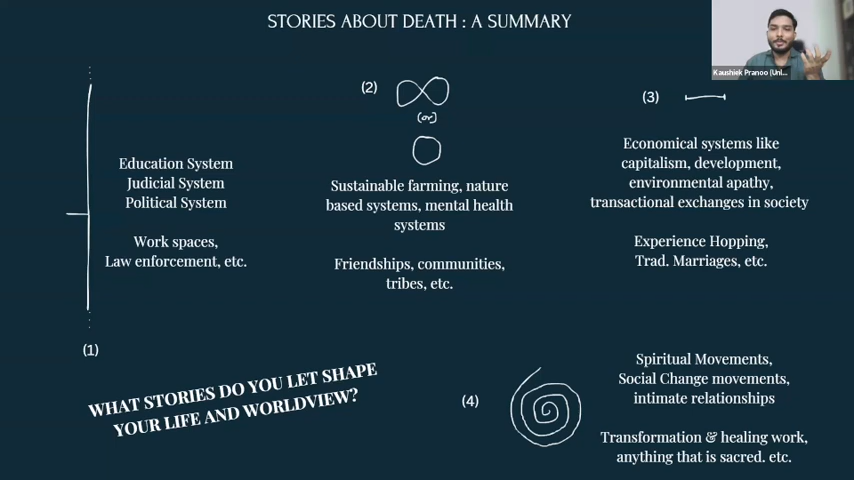 STORIES ABOUT DEATH : A SUMMARY
Kaushiek Pranoo (Uni...
Education System
Judicial System
Political System
Work spaces,
Law enforcement, etc.
(1)
(2)
(or)
Sustainable farming, nature
based systems, mental health
systems
Friendships, communities,
tribes, etc.
(3)
Economical systems like
capitalism, development,
environmental apathy,
transactional exchanges in society
Experience Hopping,
Trad. Marriages, etc.
WHAT STORIES DO YOU LET SHAPE
YOUR LIFE AND WORLDVIEW?
(4)
Spiritual Movements,
Social Change movements,
intimate relationships
Transformation & healing work,
anything that is sacred. etc.